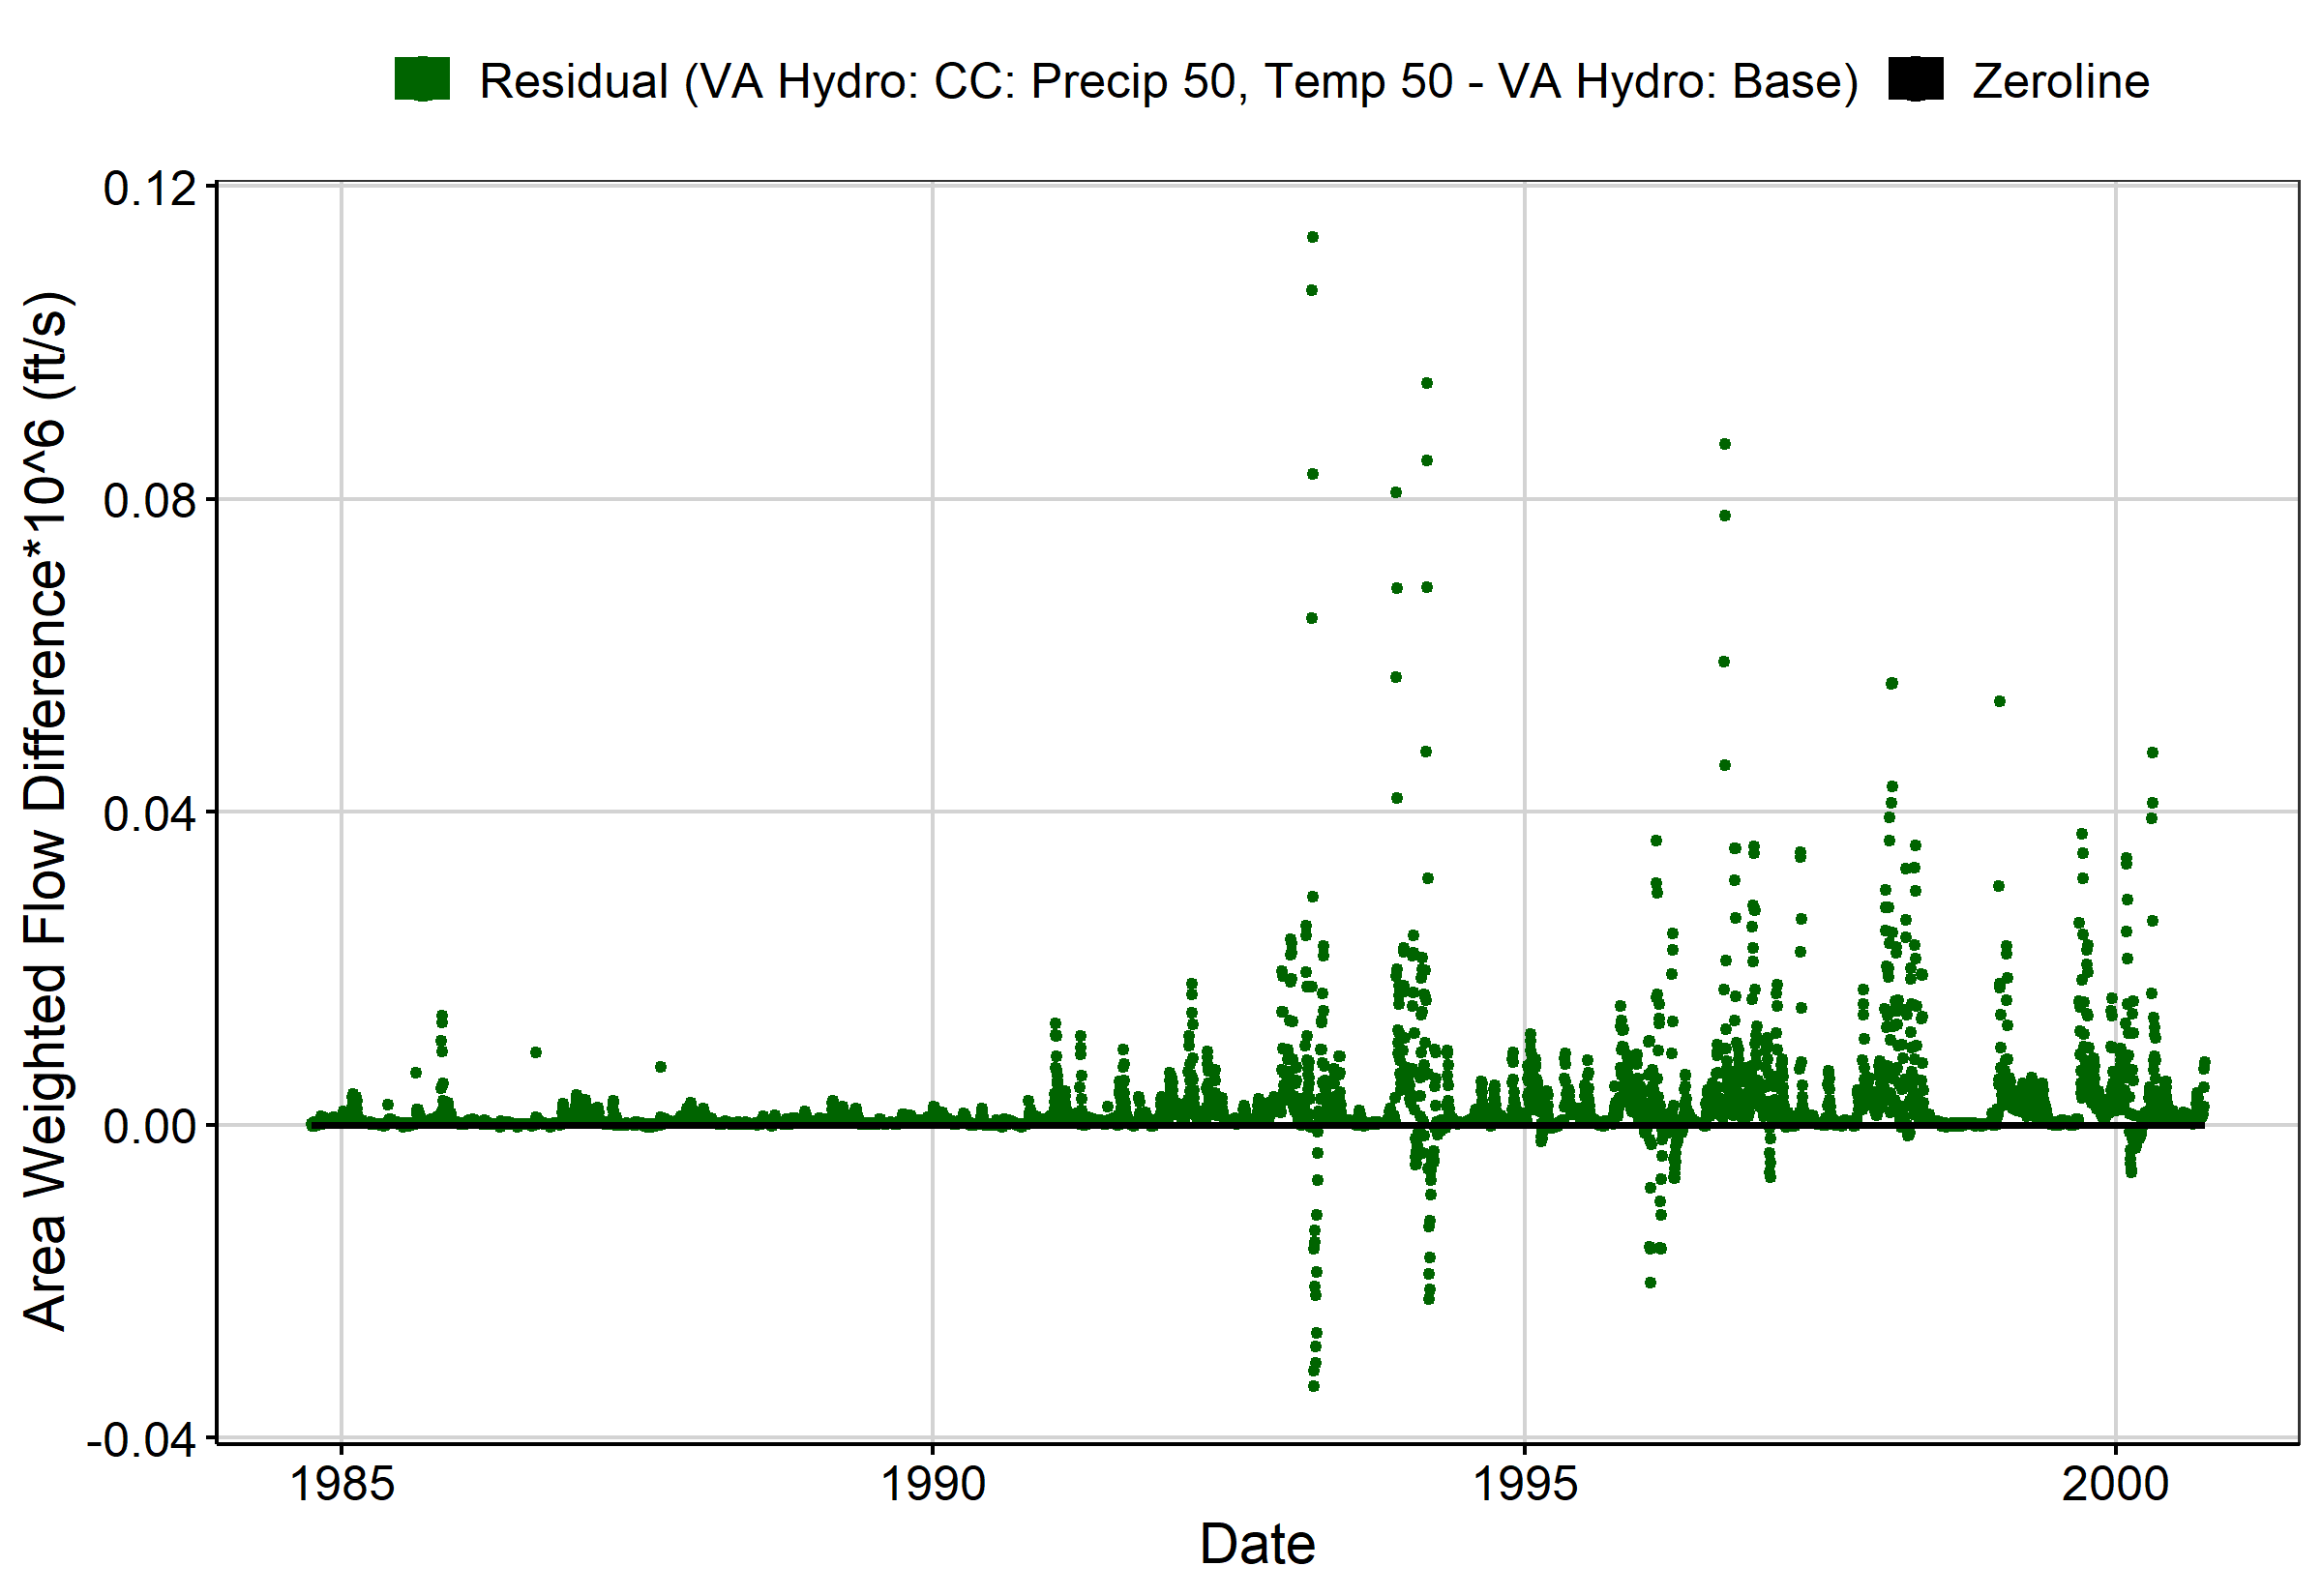 Residual (VA Hydro: CC: Precip 50, Temp 50 - VA Hydro: Base) Zeroline
Area Weighted Flow Difference*10^6 (ft/s)
0.12
0.08
0.04
0.00
-0.04
1985 1990 1995 2000
Date